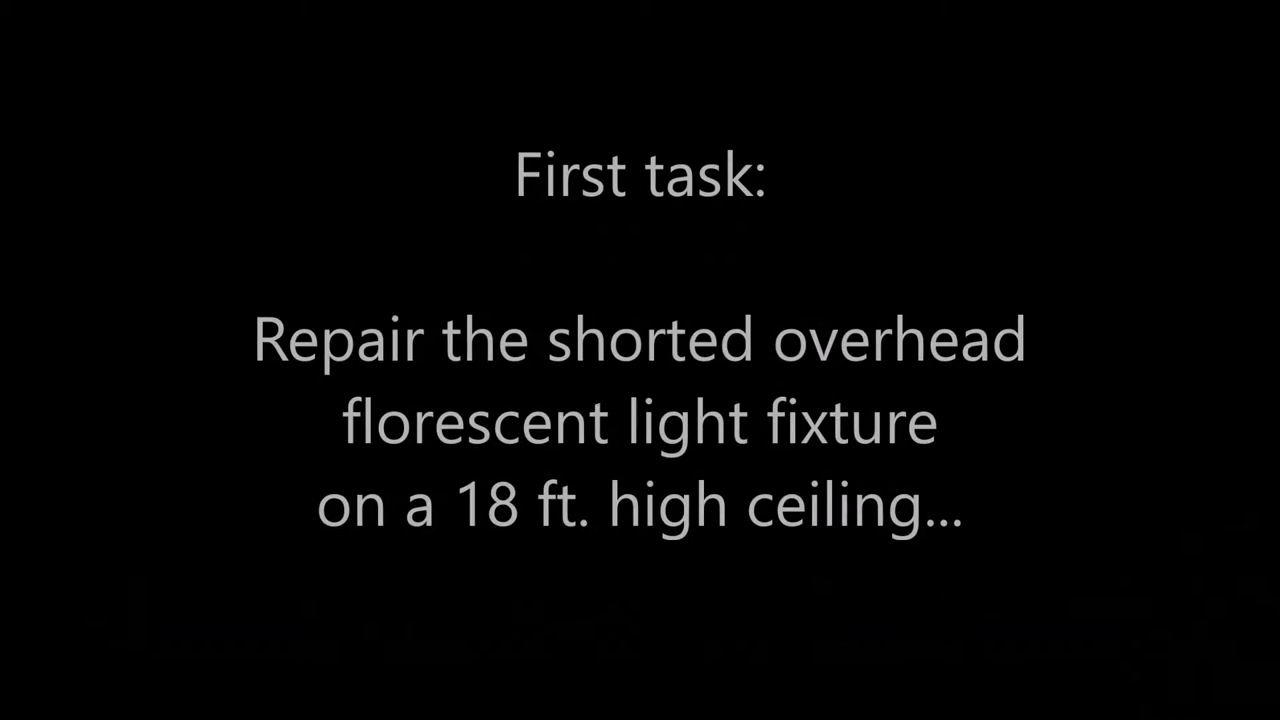 First task:
Repair the shorted overhead
florescent light fixture
on a 18 ft. high ceiling...